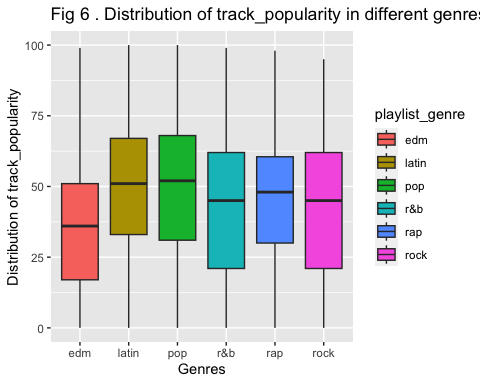 Fig 6 . Distribution of track_popularity in different genres
100
75
50
25
0
Distribution of track_popularity
edm
latin
pop
r&b
rap
rock
Genres
playlist_genre
edm
latin
pop
r&b
rap
rock